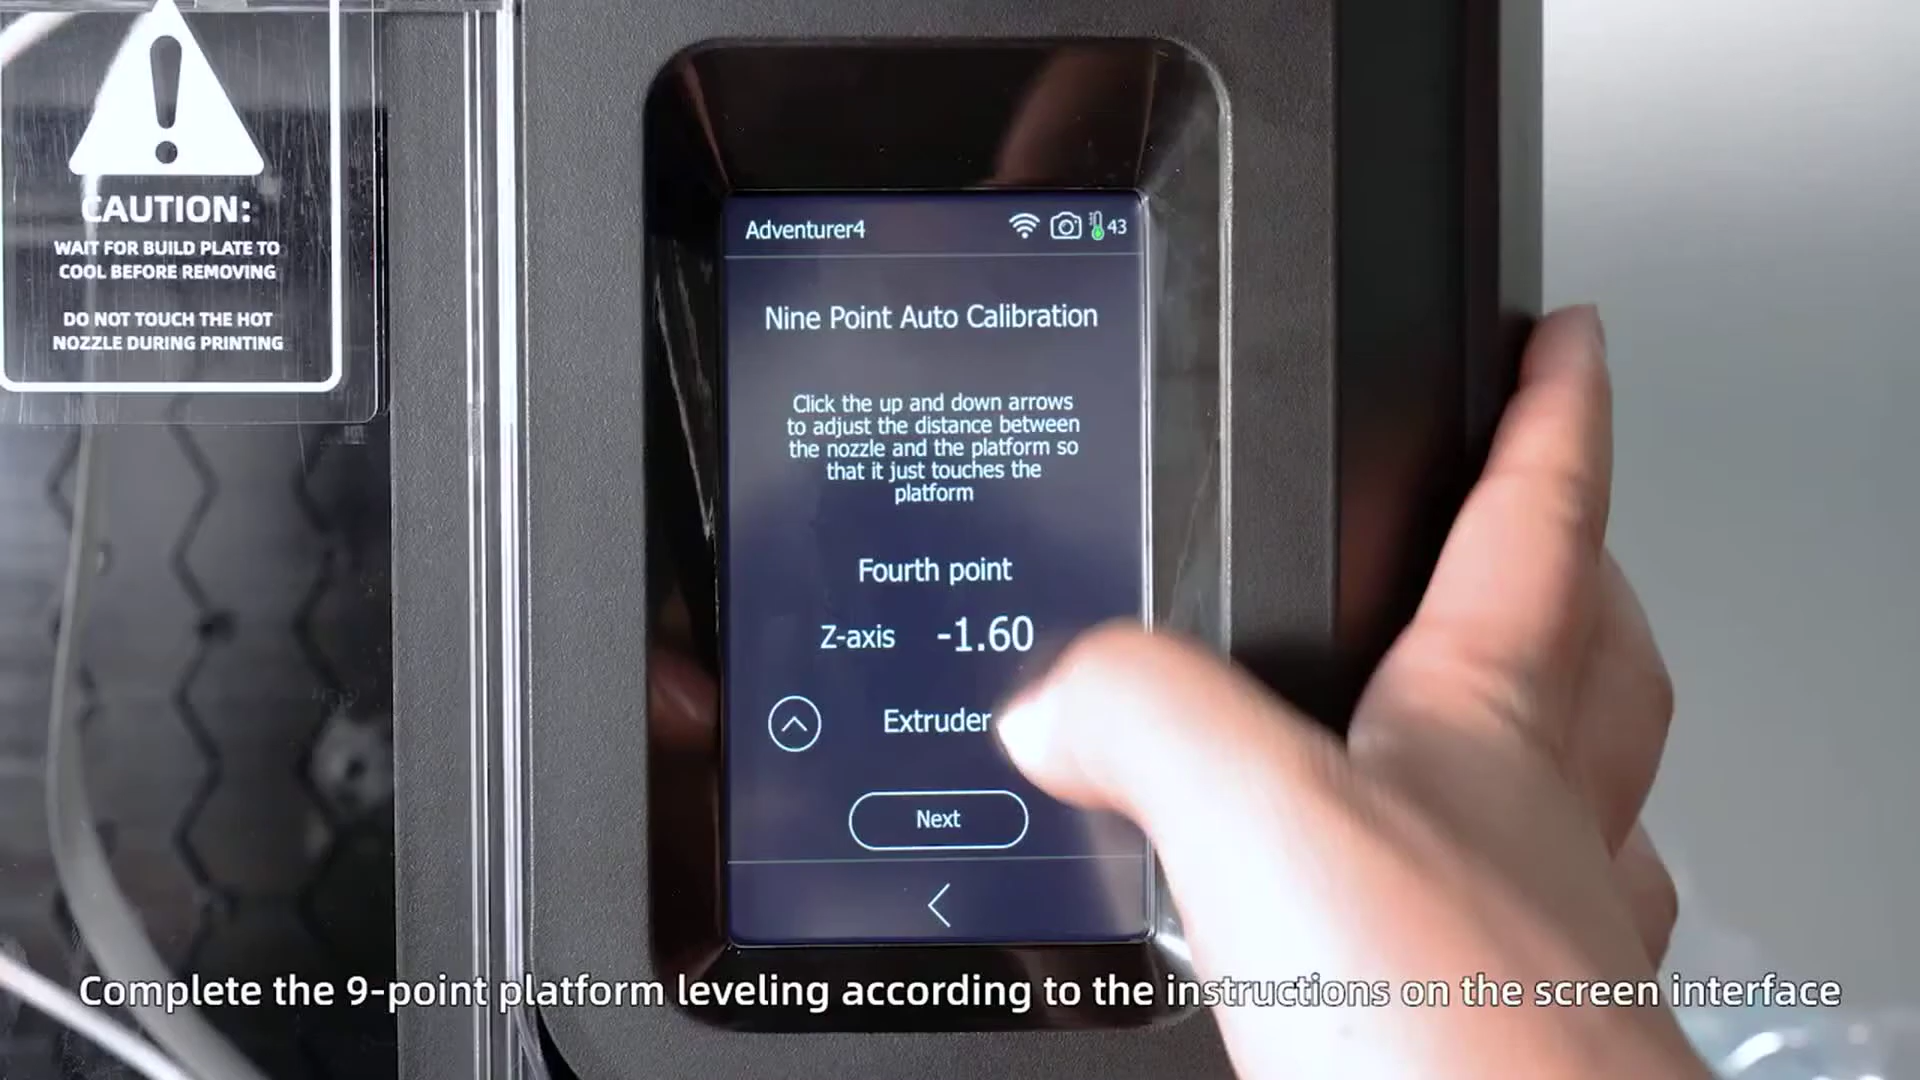 CAUTION:
WAIT FOR BUILD PLATE TO
COOL BEFORE REMOVING
DO NOT TOUCH THE HOT
NOZZLE DURING PRINTING
Adventurer4
43
Nine Point Auto Calibration
Click the up and down arrows
to adjust the distance between
the nozzle and the platform so
that it just touches the
platform
Fourth point
Z-axis -1.60
Extruder
Next
Complete the 9-point platform leveling according to the instructions on the screen interface